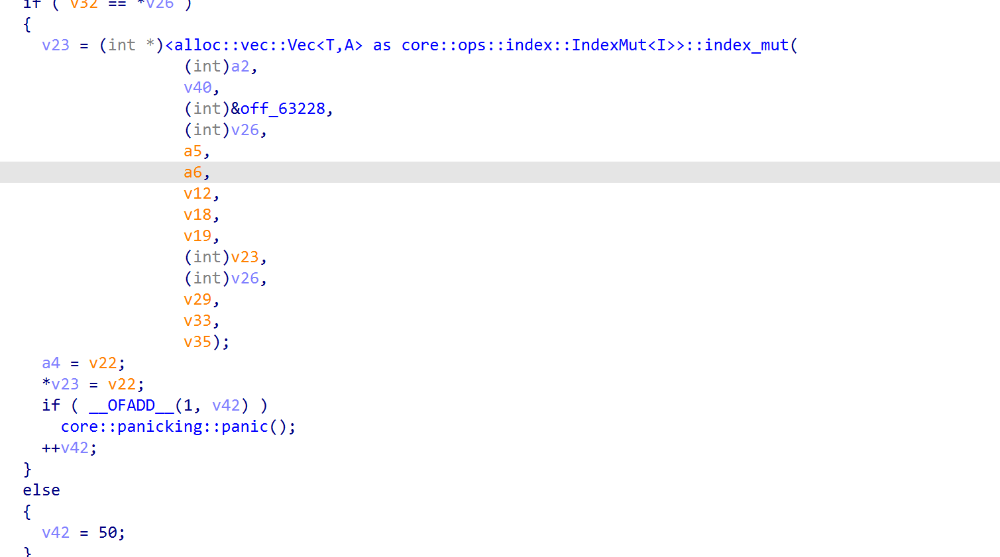 if ( v32 == *v26 )
{
v23 = (int *)<alloc::vec::Vec<T,A> as core::ops::index::IndexMut<I>>::index_mut(
(int)a2,
v40,
(int)&off_63228,
(int)v26,
a5,
a6,
v12,
v18,
v19,
(int)v23,
(int)v26,
v29,
v33,
v35);
a4 = v22;
*v23 = v22;
if ( __OFADD__(1, v42) )
core::panicking::panic();
++v42;
}
else
{
v42 = 50;
}